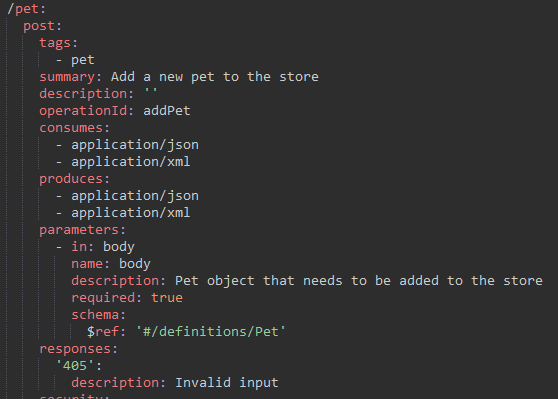 /pet:
post:
tags:
- pet
summary: Add a new pet to the store
description: ''
operationId: addPet
consumes:
- application/json
- application/xml
produces:
- application/json
- application/xml
parameters:
- in: body
name: body
description: Pet object that needs to be added to the store
required: true
schema:
$ref: '#/definitions/Pet'
responses:
'405':
description: Invalid input
security: